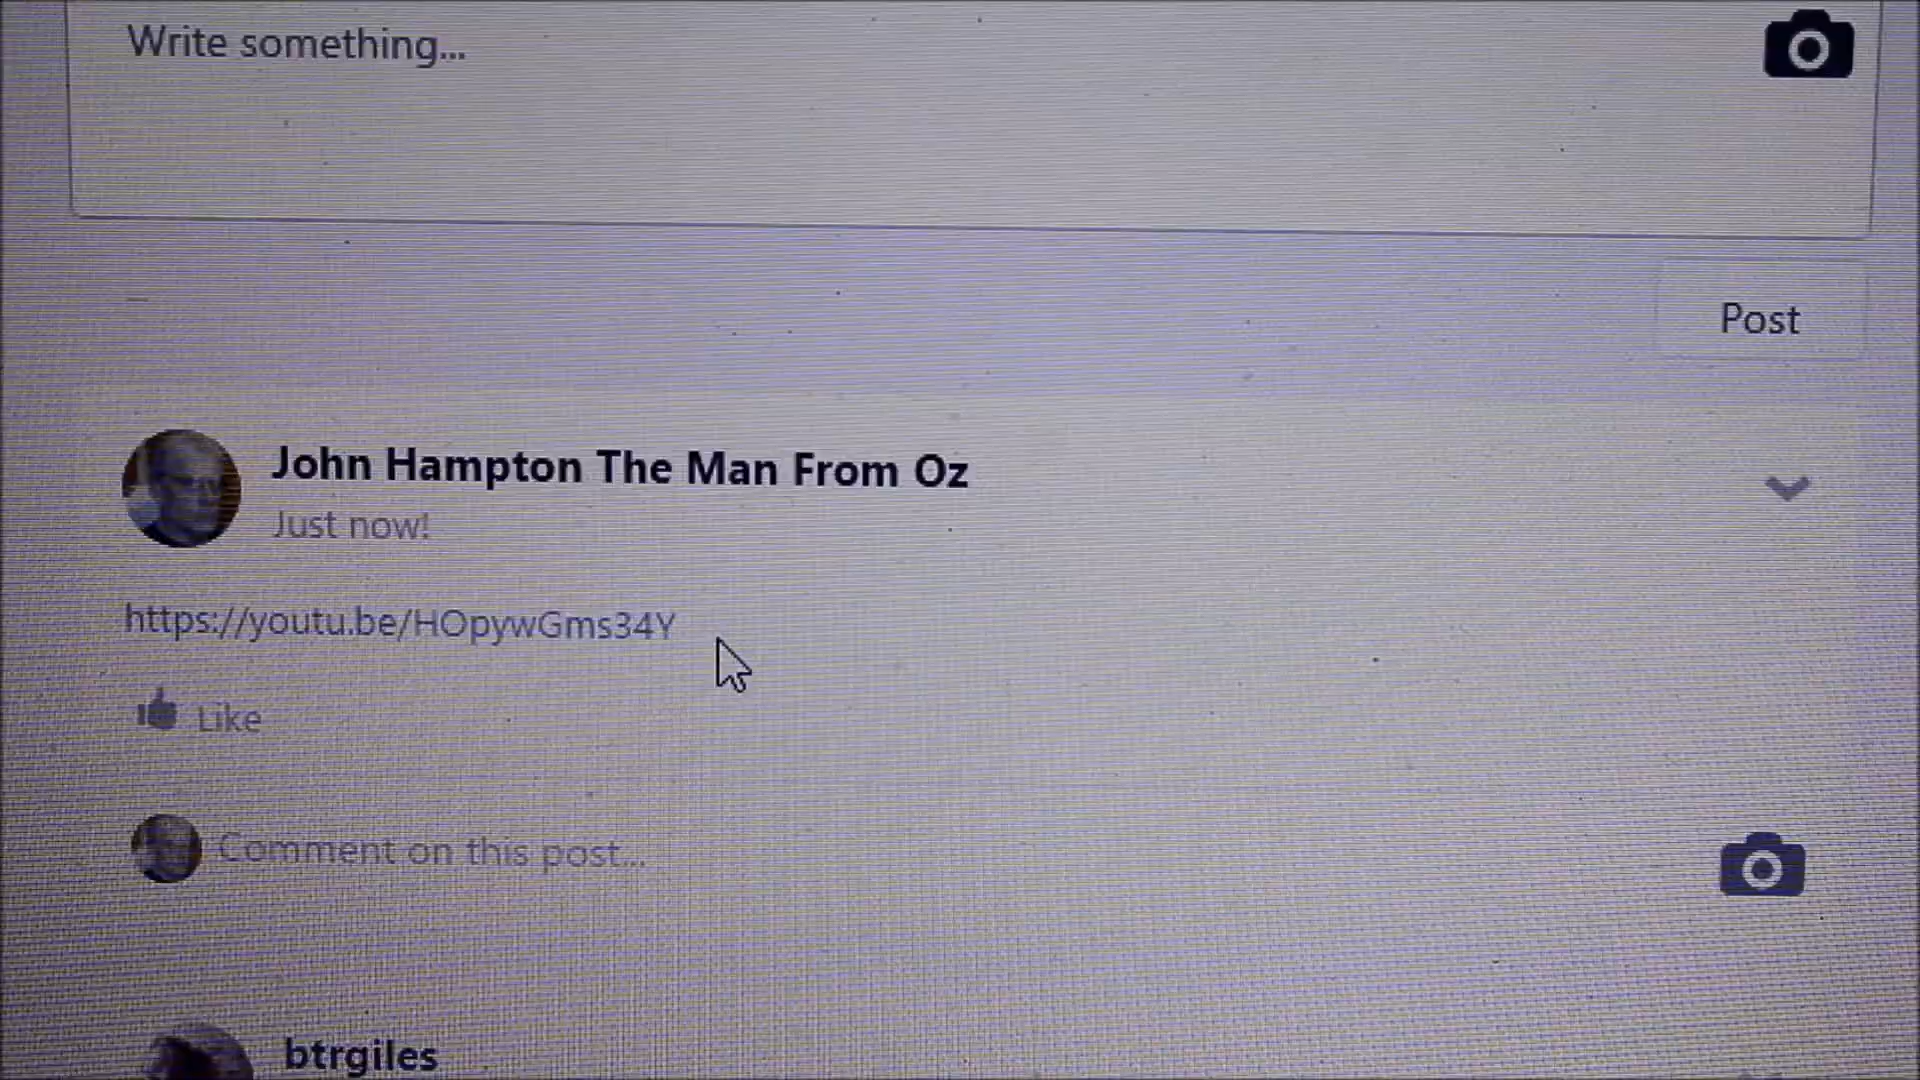 Write something...
Post
John Hampton The Man From Oz
Just now!
https://youtu.be/HOpywGms34Y
Like
Comment on this post...
btrgiles